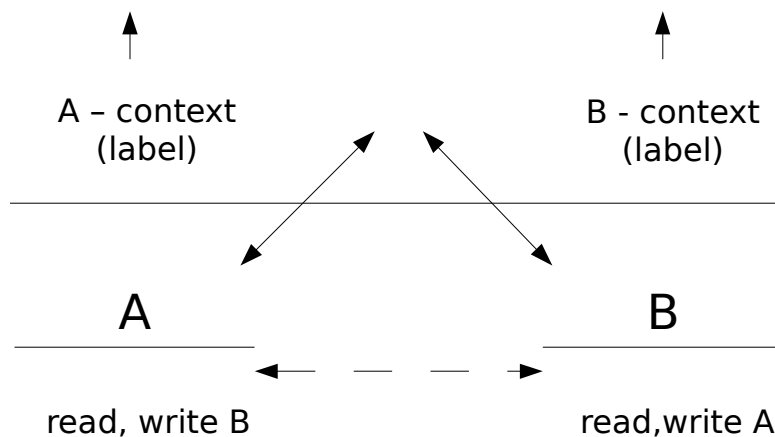 A – context
(label)
B - context
(label)
A
B
read, write B
read,write A